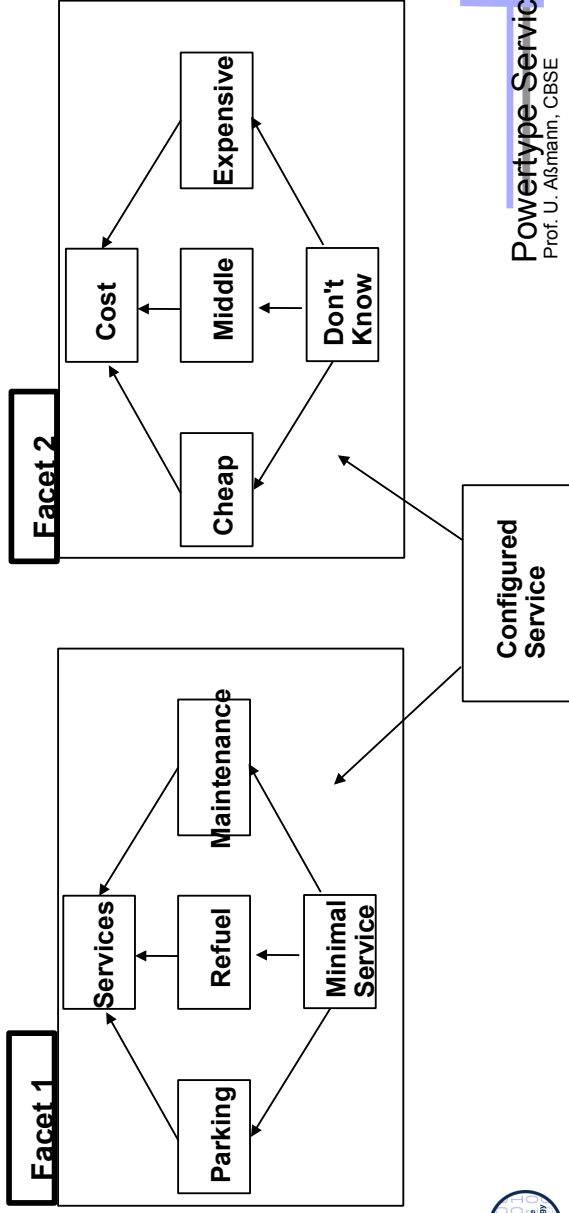 Facet 1
Services
Parking
Refuel
Maintenance
Minimal
Service
Facet 2
Cost
Cheap
Middle
Expensive
Don't
Know
Configured
Service
Prof. U. Aßmann, CBSE
Powertype